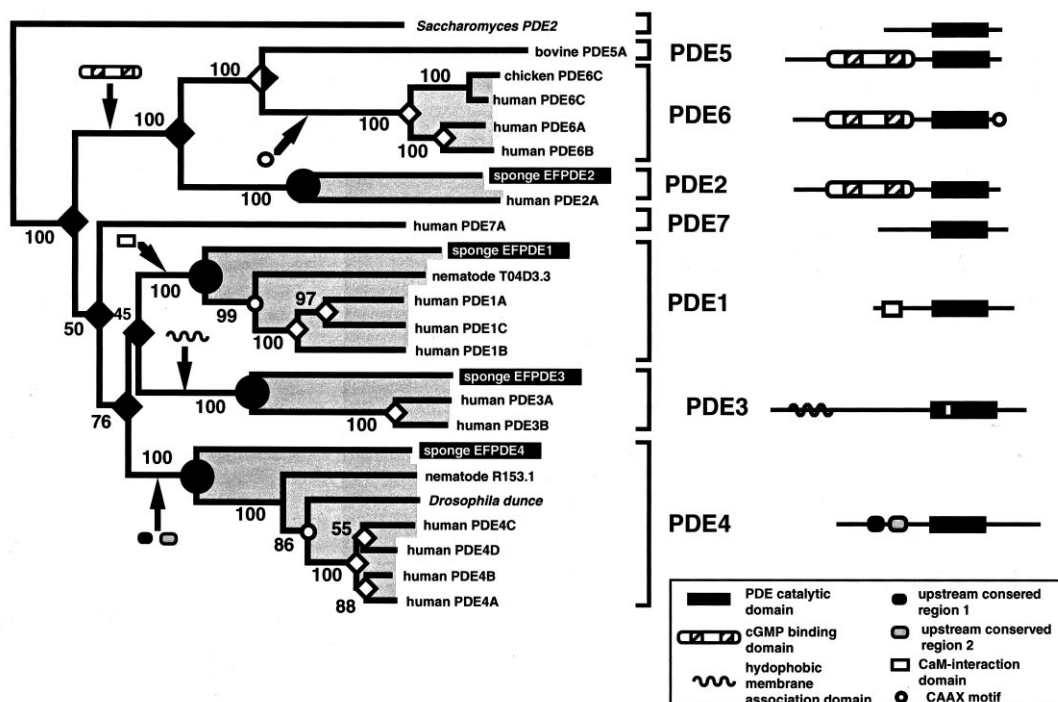 Saccharomyces PDE2
bovine PDE5A
PDE5
100
100
chicken PDE6C
human PDE6C
100
100
human PDE6A
PDE6
100
human PDE6B
sponge EFPDE2
PDE2
100
human PDE2A
100
human PDE7A
PDE7
sponge EFPDE1
100
nematode T04D3.3
97
human PDE1A
PDE1
99
45
50
human PDE1C
100
human PDE1B
sponge EFPDE3
100
human PDE3A
PDE3
76
100
human PDE3B
sponge EFPDE4
100
nematode R153.1
Drosophila dunce
100
55
human PDE4C
PDE4
86
human PDE4D
100
human PDE4B
88
human PDE4A
PDE catalytic
domain
cGMP binding
domain
hydophobic
membrane
association domain
upstream consered
region 1
upstream conserved
region 2
CaM-interaction
domain
CAAX motif